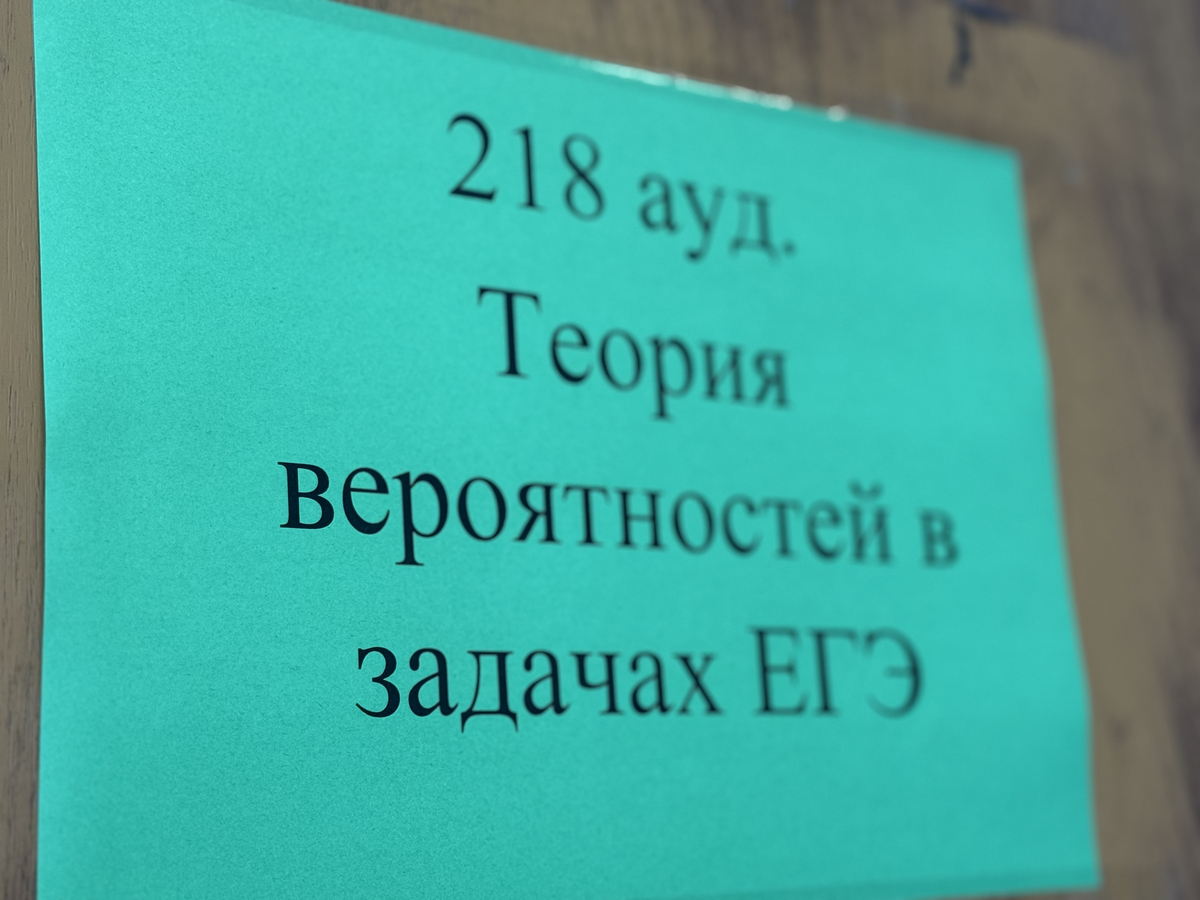 218 ауд.
Теория
вероятностей в
задачах ЕГЭ